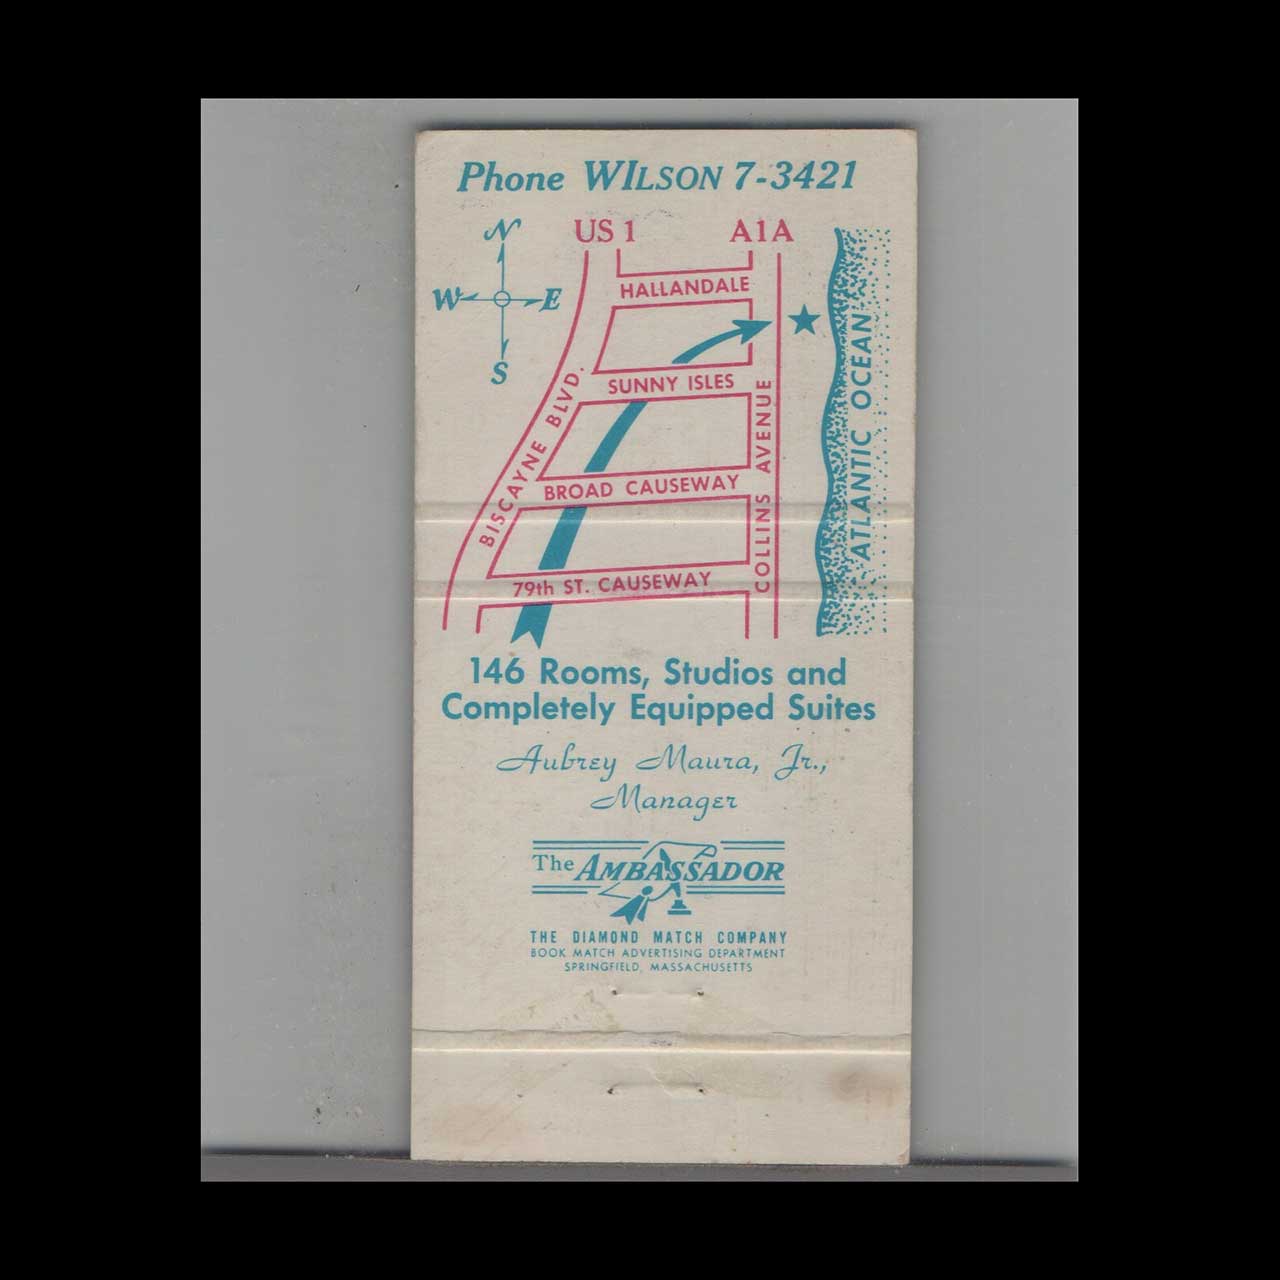 Phone WILSON 7-3421
US 1
A1A
N
W E
S
HALLANDALE
SUNNY ISLES
BISCAYNE BLVD.
BROAD CAUSEWAY
COLLINS AVENUE
79th ST. CAUSEWAY
ATLANTIC OCEAN
146 Rooms, Studios and
Completely Equipped Suites
Aubrey Maura, Jr.,
Manager
The AMBASSADOR
THE DIAMOND MATCH COMPANY
BOOK MATCH ADVERTISING DEPARTMENT
SPRINGFIELD, MASSACHUSETTS